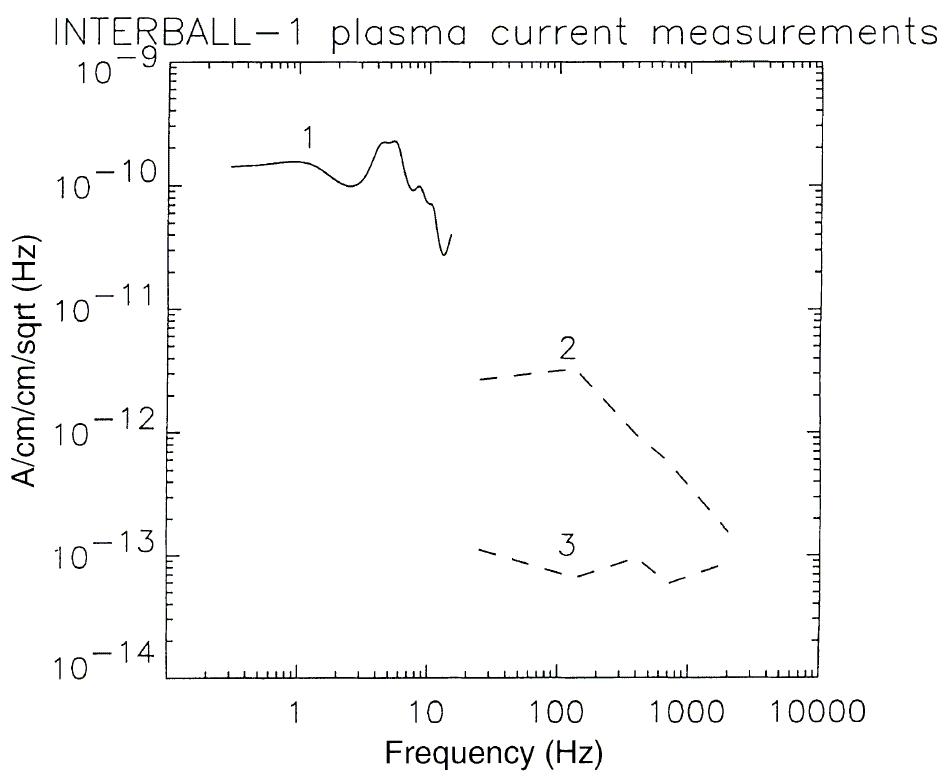 INTERBALL-1 plasma current measurements
10^-9
10^-10
10^-11
10^-12
10^-13
10^-14
A/cm/cm/sqrt (Hz)
1
2
3
1 10 100 1000 10000
Frequency (Hz)